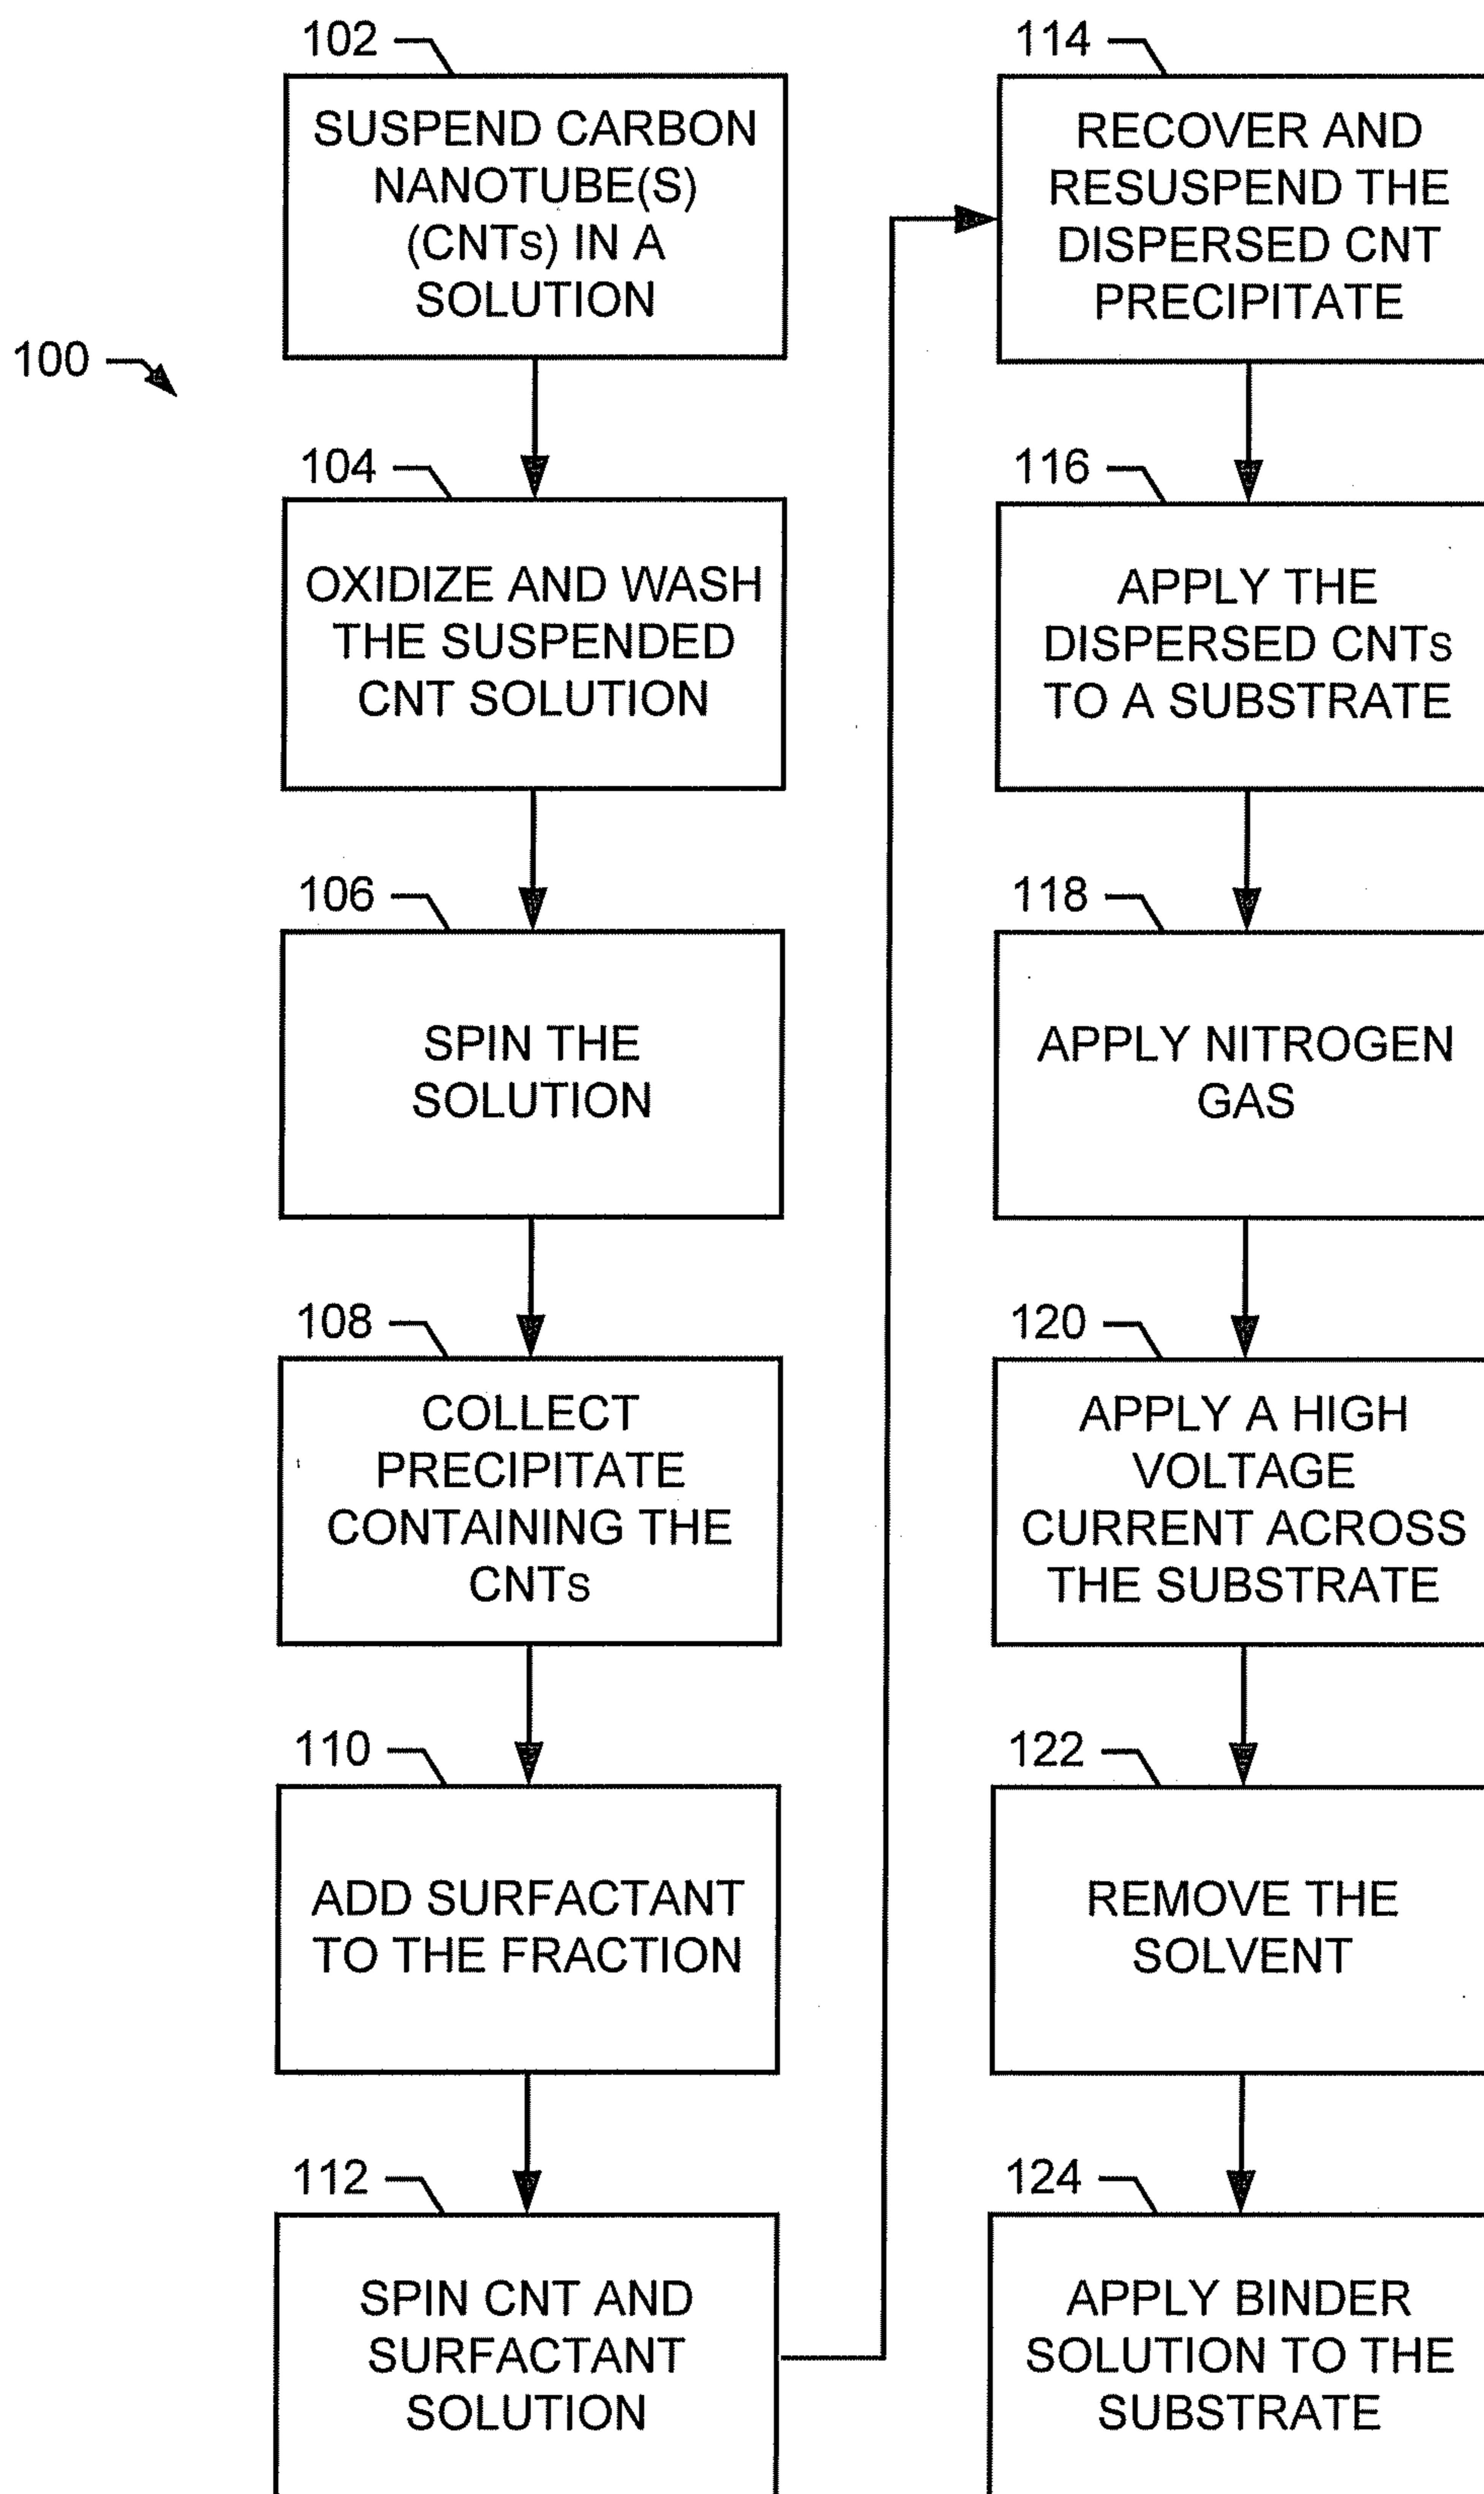 100
102
SUSPEND CARBON
NANOTUBE(S)
(CNTs) IN A
SOLUTION
104
OXIDIZE AND WASH
THE SUSPENDED
CNT SOLUTION
106
SPIN THE
SOLUTION
108
COLLECT
PRECIPITATE
CONTAINING THE
CNTs
110
ADD SURFACTANT
TO THE FRACTION
112
SPIN CNT AND
SURFACTANT
SOLUTION
114
RECOVER AND
RESUSPEND THE
DISPERSED CNT
PRECIPITATE
116
APPLY THE
DISPERSED CNTs
TO A SUBSTRATE
118
APPLY NITROGEN
GAS
120
APPLY A HIGH
VOLTAGE
CURRENT ACROSS
THE SUBSTRATE
122
REMOVE THE
SOLVENT
124
APPLY BINDER
SOLUTION TO THE
SUBSTRATE